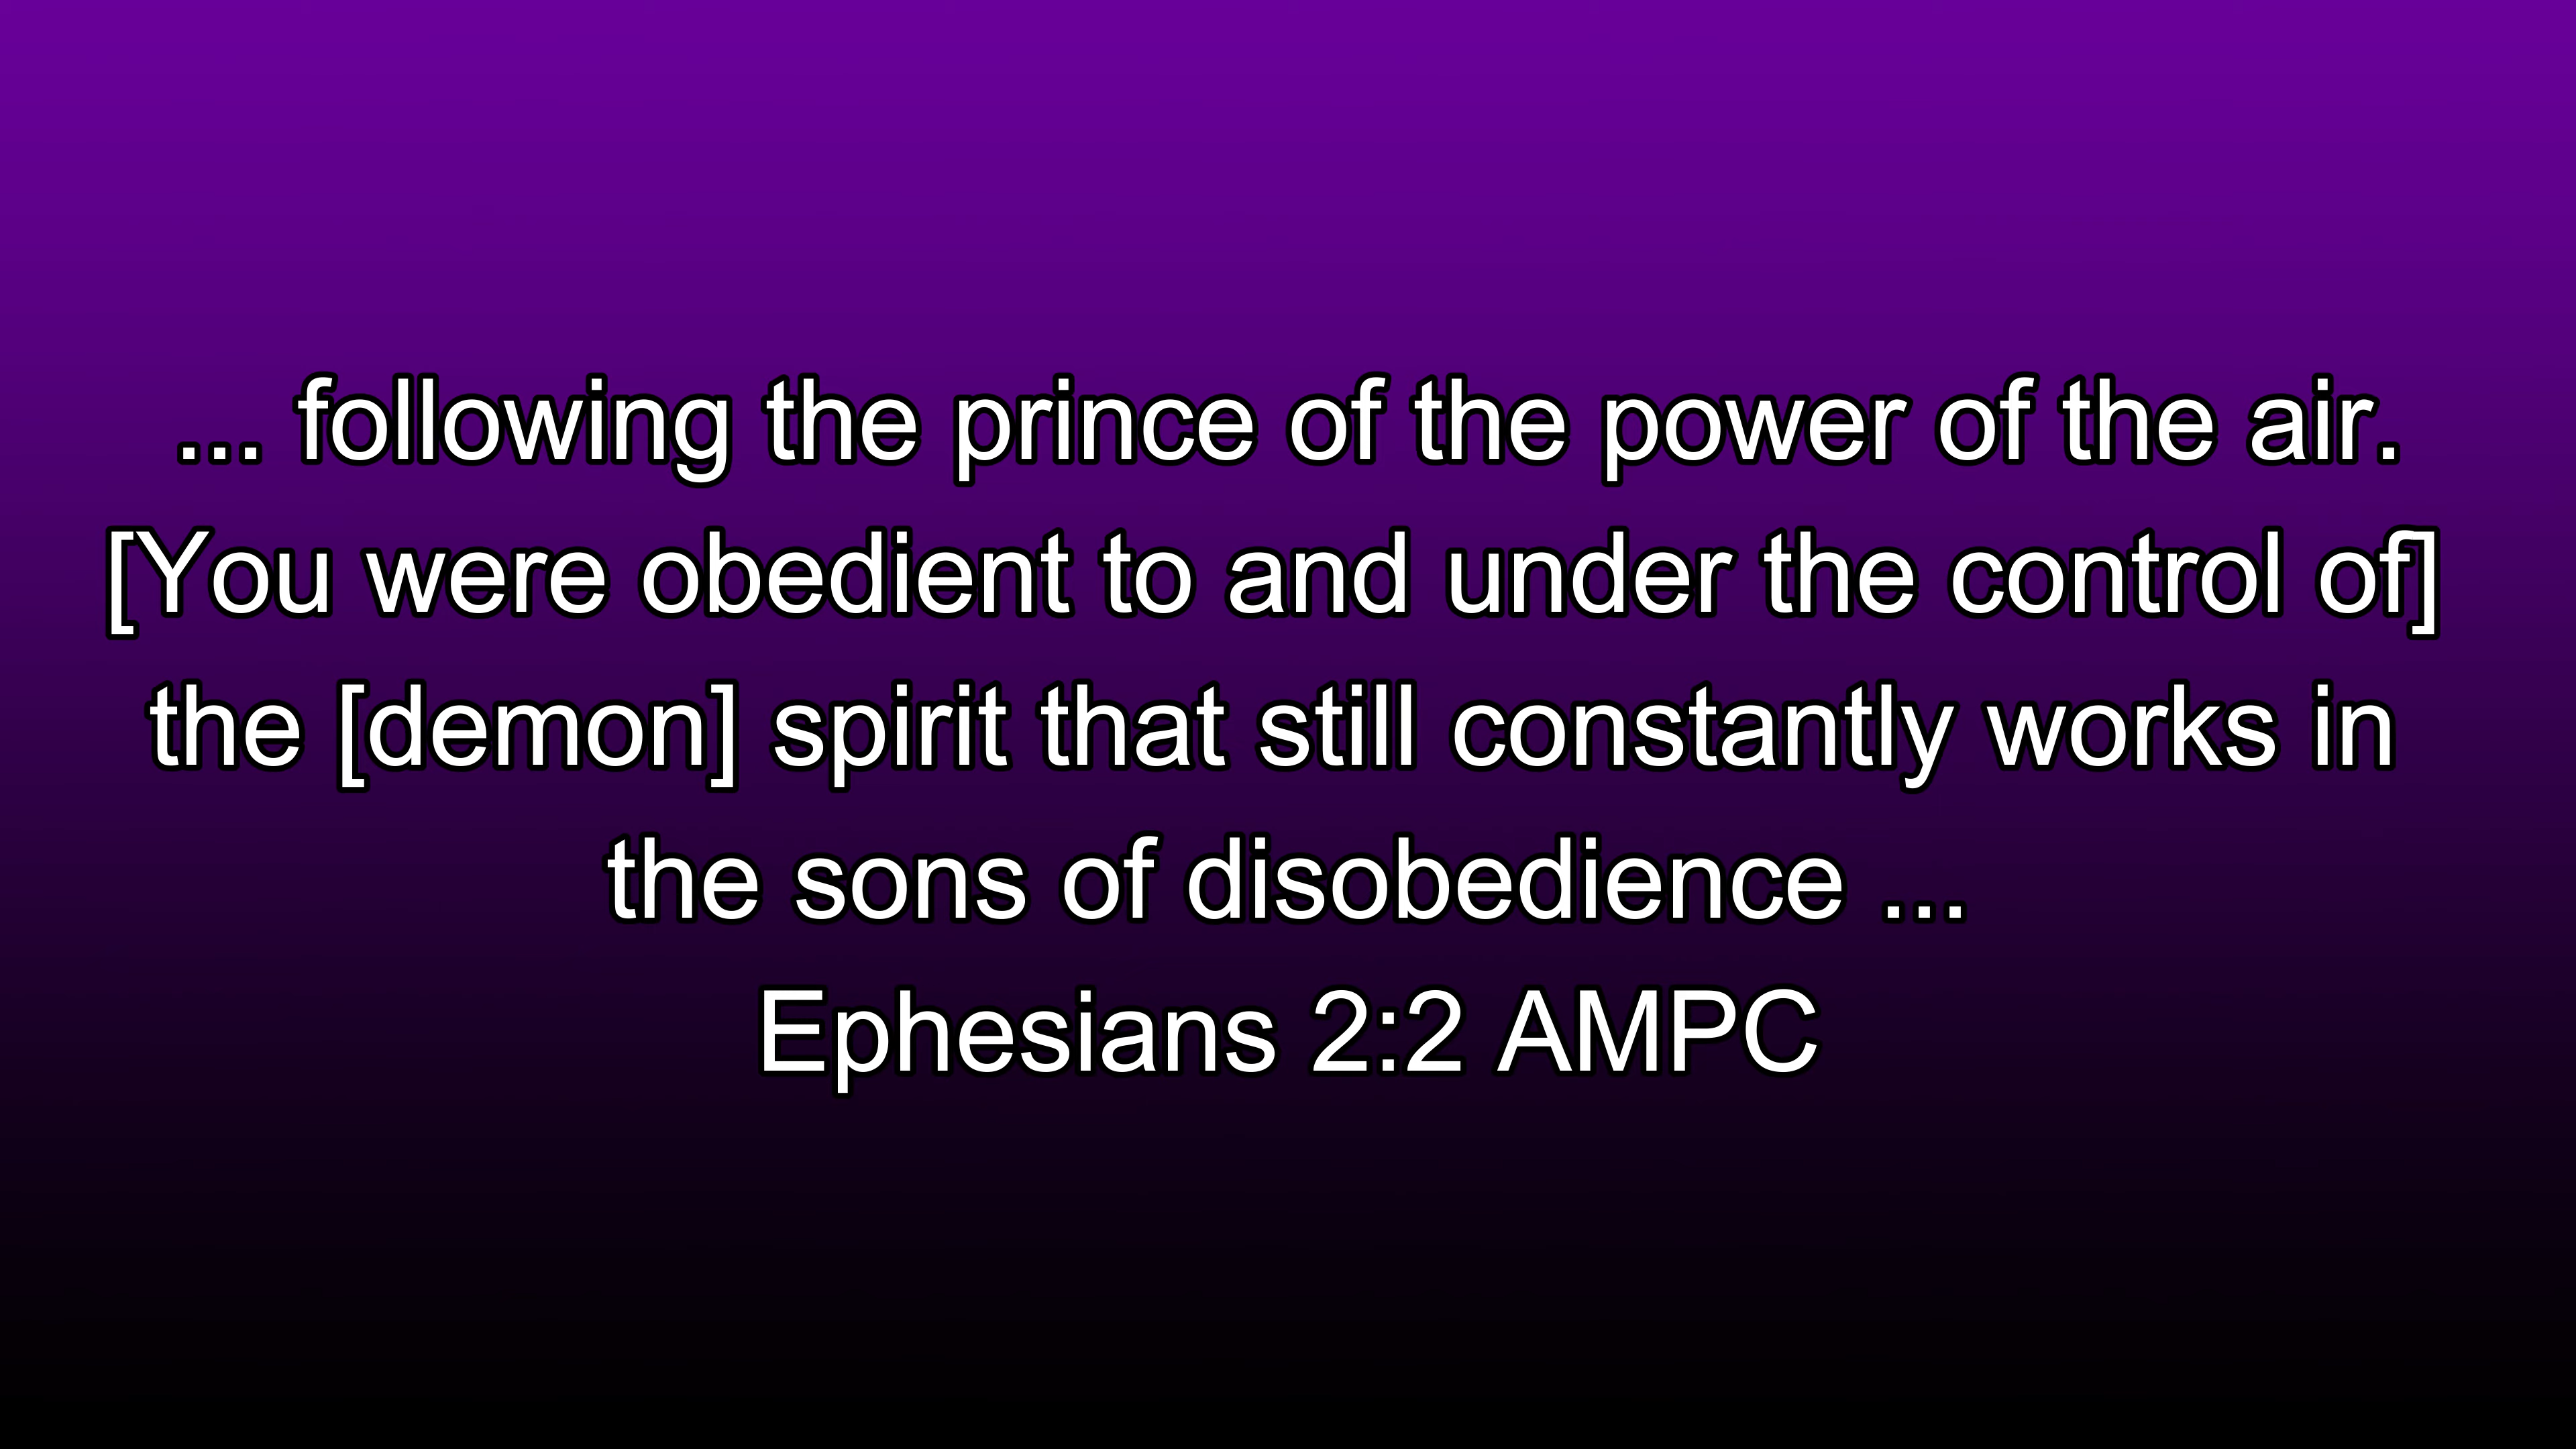 ... following the prince of the power of the air.
[You were obedient to and under the control of]
the [demon] spirit that still constantly works in
the sons of disobedience ...
Ephesians 2:2 AMPC